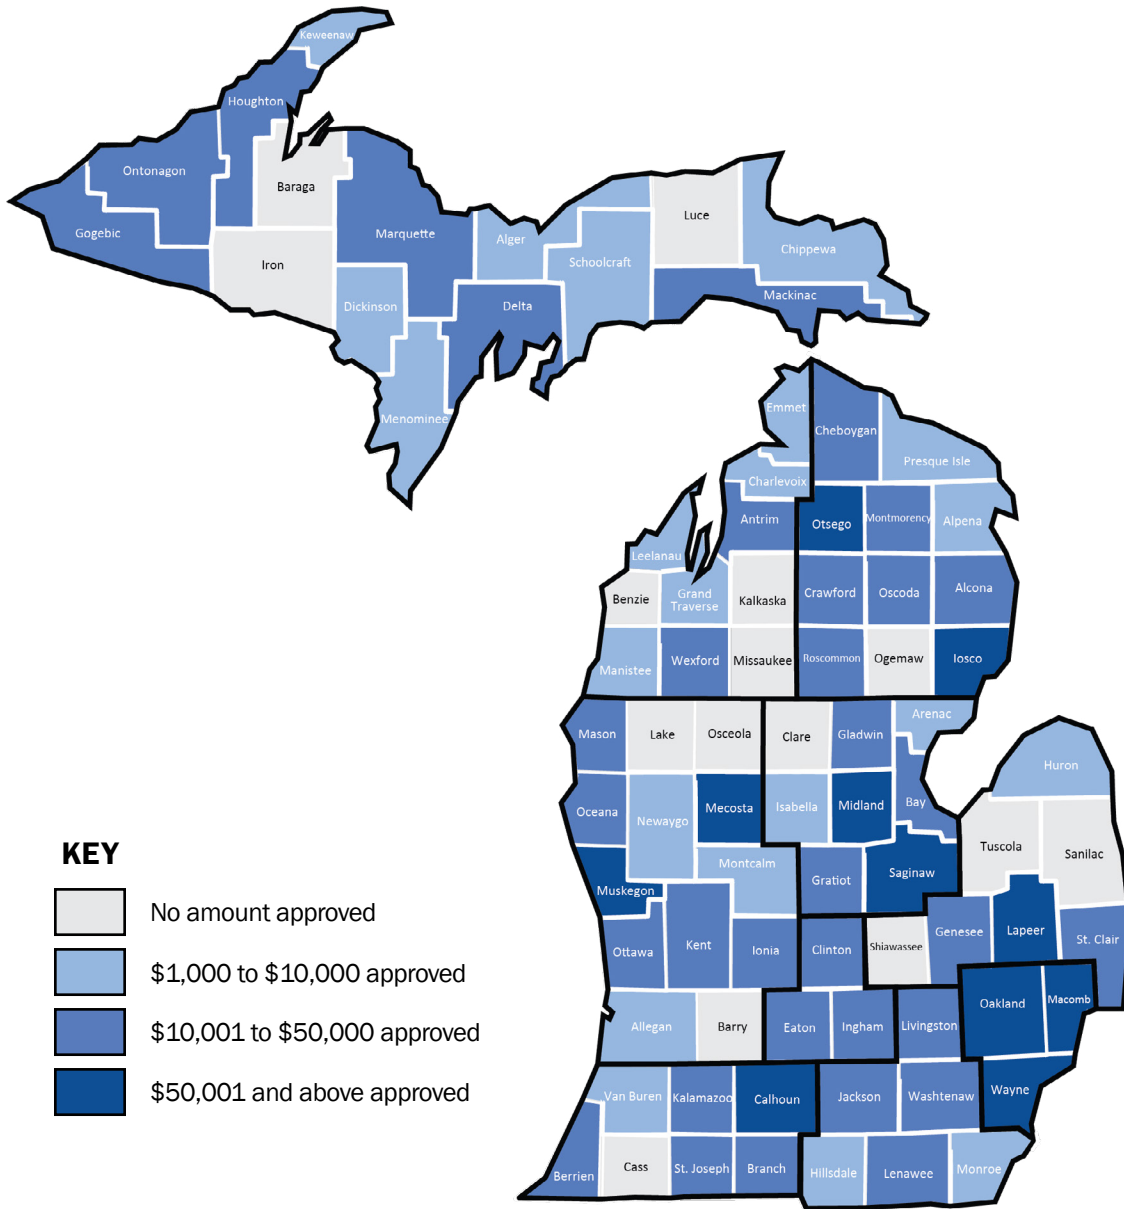 Keweenaw
Houghton
Ontonagon
Baraga
Gogebic
Marquette
Iron
Alger
Luce
Schoolcraft
Chippewa
Dickinson
Delta
Mackinac
Menominee
Emmet
Cheboygan
Presque Isle
Charlevoix
Antrim
Otsego
Montmorency
Alpena
Leelanau
Benzie
Grand
Traverse
Kalkaska
Crawford
Oscoda
Alcona
Manistee
Wexford
Missaukee
Roscommon
Ogemaw
Iosco
Mason
Lake
Osceola
Clare
Gladwin
Arenac
Huron
Oceana
Newaygo
Mecosta
Isabella
Midland
Bay
Tuscola
Sanilac
Muskegon
Montcalm
Gratiot
Saginaw
Ottawa
Kent
Ionia
Clinton
Shiawassee
Genesee
Lapeer
St. Clair
Allegan
Barry
Eaton
Ingham
Livingston
Oakland
Macomb
Van Buren
Kalamazoo
Calhoun
Jackson
Washtenaw
Wayne
Berrien
Cass
St. Joseph
Branch
Hillsdale
Lenawee
Monroe
KEY
No amount approved
$1,000 to $10,000 approved
$10,001 to $50,000 approved
$50,001 and above approved